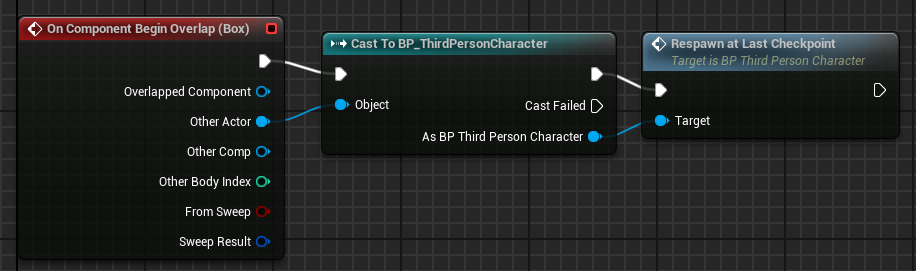 On Component Begin Overlap (Box)
Overlapped Component
Other Actor
Other Comp
Other Body Index
From Sweep
Sweep Result
Cast To BP_ThirdPersonCharacter
Object
Cast Failed
As BP Third Person Character
Respawn at Last Checkpoint
Target is BP Third Person Character
Target